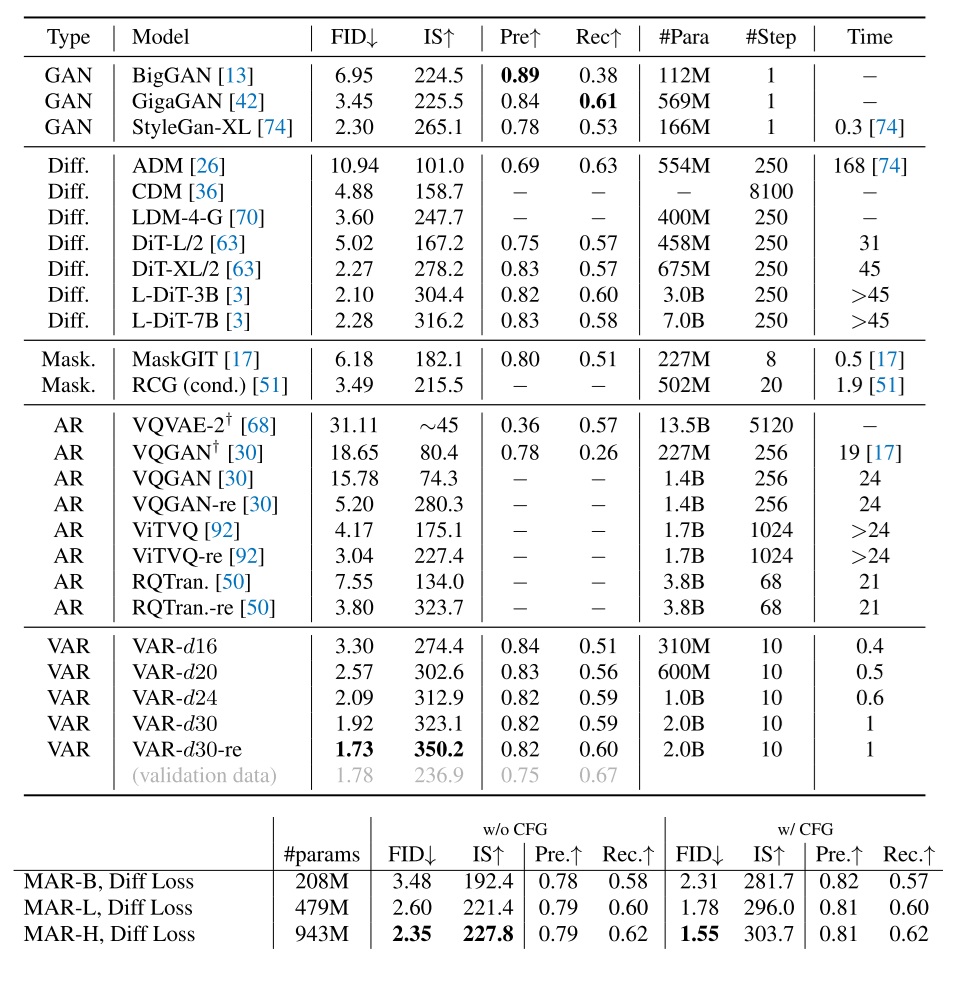 Type Model FID↓ IS↑ Pre↑ Rec↑ #Para #Step Time
GAN BigGAN [13] 6.95 224.5 0.89 0.38 112M 1 −
GAN GigaGAN [42] 3.45 225.5 0.84 0.61 569M 1 −
GAN StyleGan-XL [74] 2.30 265.1 0.78 0.53 166M 1 0.3 [74]
Diff. ADM [26] 10.94 101.0 0.69 0.63 554M 250 168 [74]
Diff. CDM [36] 4.88 158.7 − − − 8100 −
Diff. LDM-4-G [70] 3.60 247.7 − − 400M 250 −
Diff. DiT-L/2 [63] 5.02 167.2 0.75 0.57 458M 250 31
Diff. DiT-XL/2 [63] 2.27 278.2 0.83 0.57 675M 250 45
Diff. L-DiT-3B [3] 2.10 304.4 0.82 0.60 3.0B 250 >45
Diff. L-DiT-7B [3] 2.28 316.2 0.83 0.58 7.0B 250 >45
Mask. MaskGIT [17] 6.18 182.1 0.80 0.51 227M 8 0.5 [17]
Mask. RCG (cond.) [51] 3.49 215.5 − − 502M 20 1.9 [51]
AR VQVAE-2† [68] 31.11 ∼45 0.36 0.57 13.5B 5120 −
AR VQGAN† [30] 18.65 80.4 0.78 0.26 227M 256 19 [17]
AR VQGAN [30] 15.78 74.3 − − 1.4B 256 24
AR VQGAN-re [30] 5.20 280.3 − − 1.4B 256 24
AR ViTVQ [92] 4.17 175.1 − − 1.7B 1024 >24
AR ViTVQ-re [92] 3.04 227.4 − − 1.7B 1024 >24
AR RQTran. [50] 7.55 134.0 − − 3.8B 68 21
AR RQTran.-re [50] 3.80 323.7 − − 3.8B 68 21
VAR VAR-d16 3.30 274.4 0.84 0.51 310M 10 0.4
VAR VAR-d20 2.57 302.6 0.83 0.56 600M 10 0.5
VAR VAR-d24 2.09 312.9 0.82 0.59 1.0B 10 0.6
VAR VAR-d30 1.92 323.1 0.82 0.59 2.0B 10 1
VAR VAR-d30-re 1.73 350.2 0.82 0.60 2.0B 10 1
(validation data) 1.78 236.9 0.75 0.67
w/o CFG w/ CFG
#params FID↓ IS↑ Pre.↑ Rec.↑ FID↓ IS↑ Pre.↑ Rec.↑
MAR-B, Diff Loss 208M 3.48 192.4 0.78 0.58 2.31 281.7 0.82 0.57
MAR-L, Diff Loss 479M 2.60 221.4 0.79 0.60 1.78 296.0 0.81 0.60
MAR-H, Diff Loss 943M 2.35 227.8 0.79 0.62 1.55 303.7 0.81 0.62